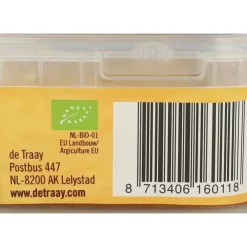 NL-BIO-01
EU Landbouw/
Argiculture EU
de Traay
Postbus 447
NL-8200 AK Lelystad
www.detraay.com
8 713406 160118